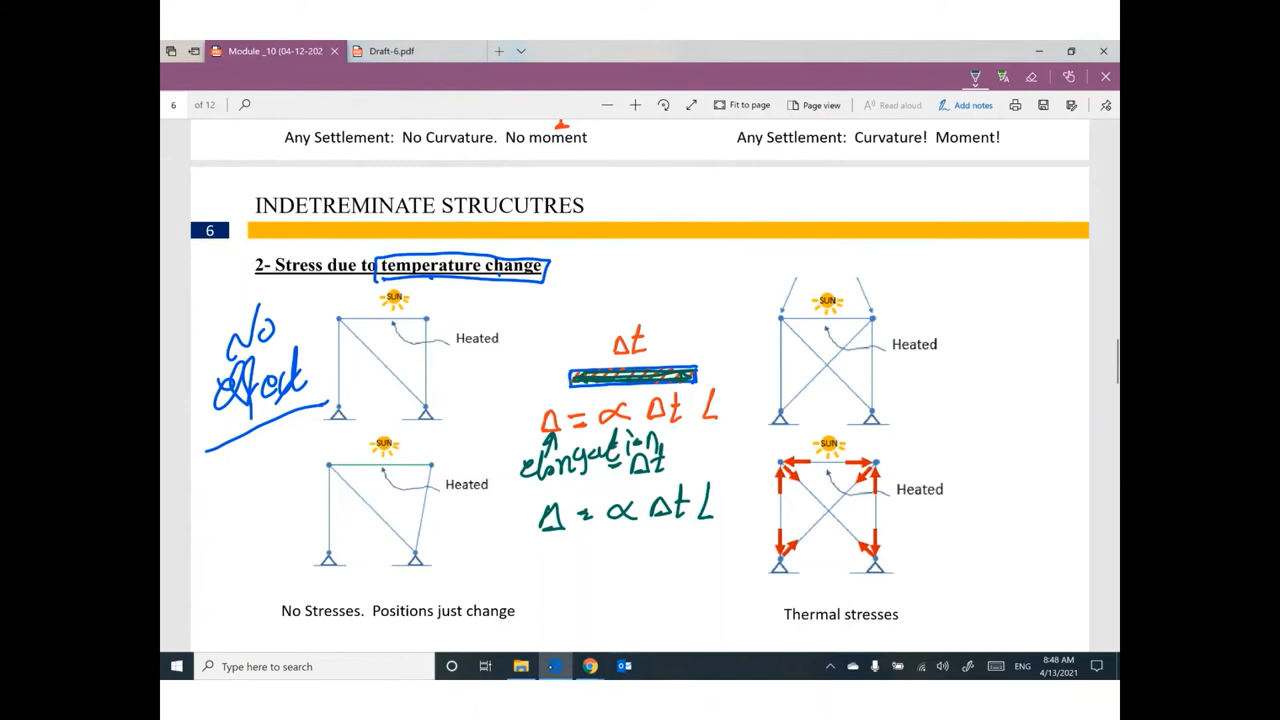 Module _10 (04-12-202
Draft-6.pdf
6 of 12
Fit to page
Page view
Read aloud
Add notes
Any Settlement: No Curvature. No moment
Any Settlement: Curvature! Moment!
INDETREMINATE STRUCUTRES
6
2- Stress due to temperature change
SUN
Heated
No
effect
Δt
Δ = α Δt L
elongation
- Δt
Δ = α Δt L
SUN
Heated
SUN
Heated
SUN
Heated
No Stresses. Positions just change
Thermal stresses
Type here to search
ENG
8:48 AM
4/13/2021